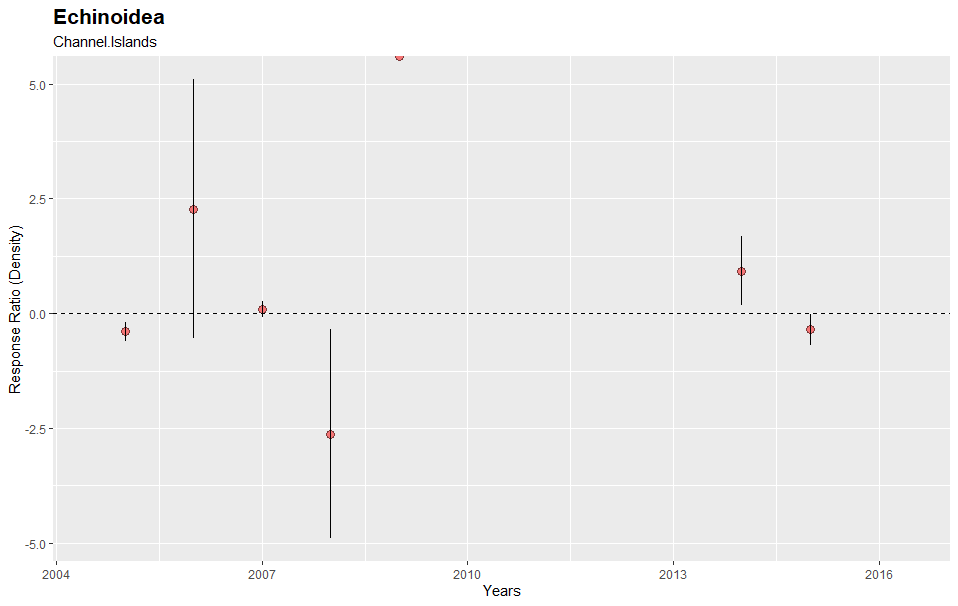 Echinoidea
Channel.Islands
Response Ratio (Density)
5.0
2.5
0.0
-2.5
-5.0
2004 2007 2010 2013 2016
Years